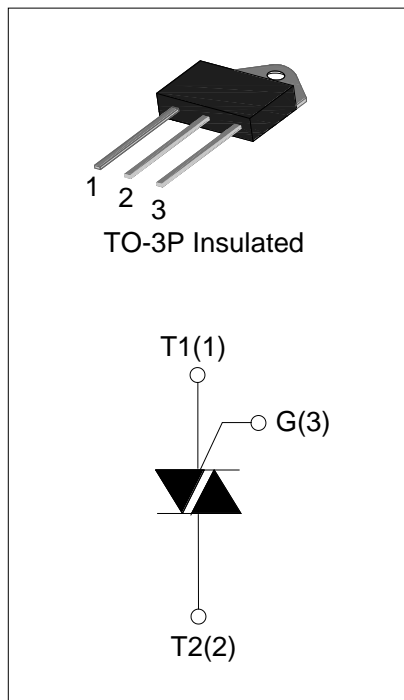 1
2
3
TO-3P Insulated
T1(1)
G(3)
T2(2)